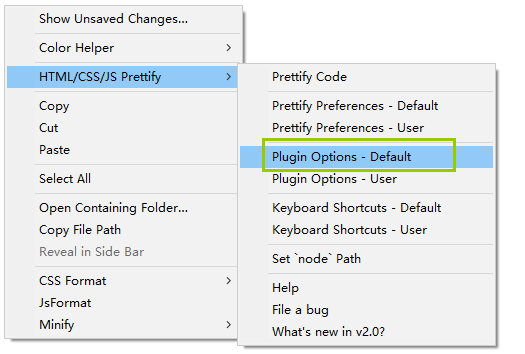 Show Unsaved Changes...
Color Helper
HTML/CSS/JS Prettify
Copy
Cut
Paste
Select All
Open Containing Folder...
Copy File Path
Reveal in Side Bar
CSS Format
JsFormat
Minify
Prettify Code
Prettify Preferences - Default
Prettify Preferences - User
Plugin Options - Default
Plugin Options - User
Keyboard Shortcuts - Default
Keyboard Shortcuts - User
Set `node` Path
Help
File a bug
What's new in v2.0?